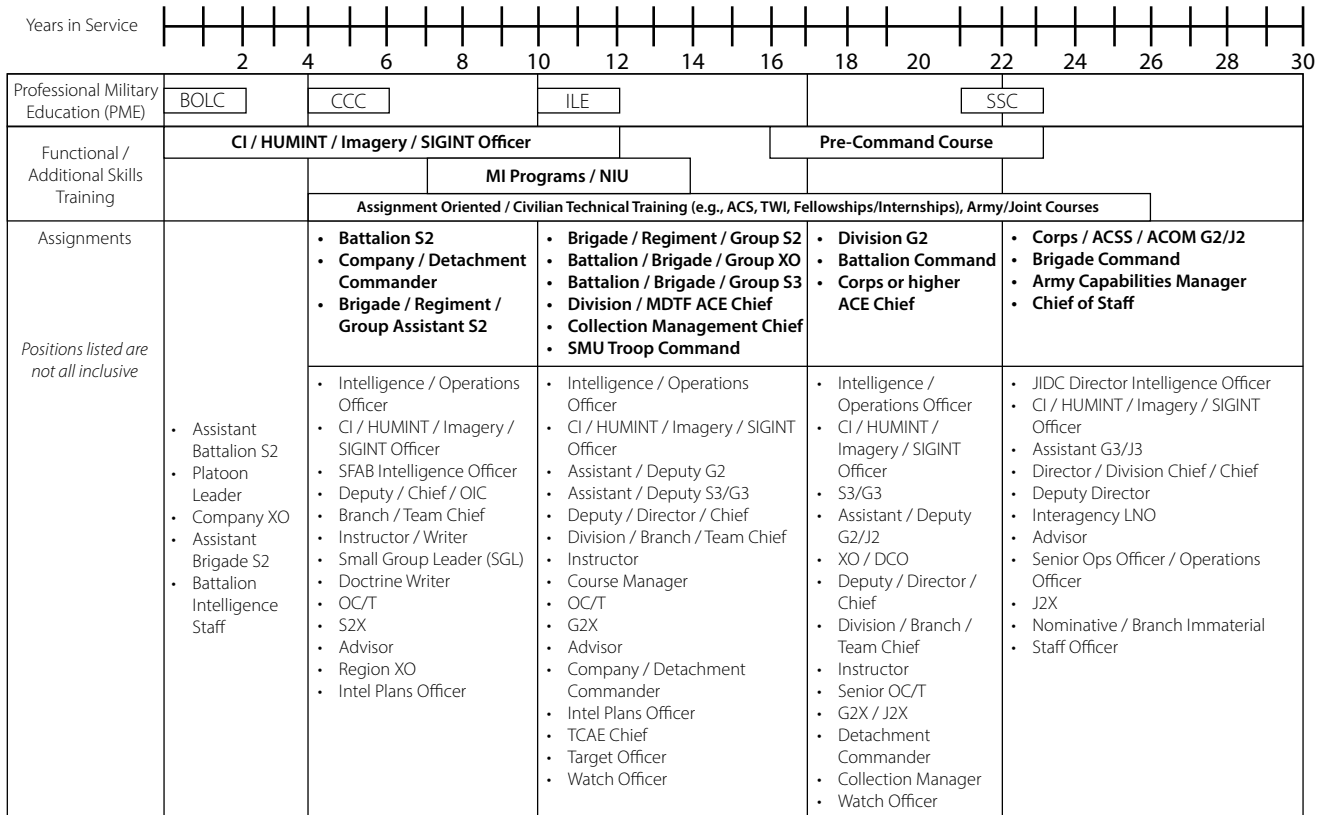 Years in Service
2 4 6 8 10 12 14 16 18 20 22 24 26 28 30
Professional Military
Education (PME)
BOLC
CCC
ILE
SSC
Functional /
Additional Skills
Training
CI / HUMINT / Imagery / SIGINT Officer
Pre-Command Course
MI Programs / NIU
Assignment Oriented / Civilian Technical Training (e.g., ACS, TWI, Fellowships/Internships), Army/Joint Courses
Assignments
Positions listed are
not all inclusive
• Assistant
Battalion S2
• Platoon
Leader
• Company XO
• Assistant
Brigade S2
• Battalion
Intelligence
Staff
• Battalion S2
• Company / Detachment
Commander
• Brigade / Regiment /
Group Assistant S2
• Intelligence / Operations
Officer
• CI / HUMINT / Imagery /
SIGINT Officer
• SFAB Intelligence Officer
• Deputy / Chief / OIC
• Branch / Team Chief
• Instructor / Writer
• Small Group Leader (SGL)
• Doctrine Writer
• OC/T
• S2X
• Advisor
• Region XO
• Intel Plans Officer
• Brigade / Regiment / Group S2
• Battalion / Brigade / Group XO
• Battalion / Brigade / Group S3
• Division / MDTF ACE Chief
• Collection Management Chief
• SMU Troop Command
• Intelligence / Operations
Officer
• CI / HUMINT / Imagery / SIGINT
Officer
• Assistant / Deputy G2
• Assistant / Deputy S3/G3
• Deputy / Director / Chief
• Division / Branch / Team Chief
• Instructor
• Course Manager
• OC/T
• G2X
• Advisor
• Company / Detachment
Commander
• Intel Plans Officer
• TCAE Chief
• Target Officer
• Watch Officer
• Division G2
• Battalion Command
• Corps or higher
ACE Chief
• Intelligence /
Operations Officer
• CI / HUMINT /
Imagery / SIGINT
Officer
• S3/G3
• Assistant / Deputy
G2/J2
• XO / DCO
• Deputy / Director /
Chief
• Division / Branch /
Team Chief
• Instructor
• Senior OC/T
• G2X / J2X
• Detachment
Commander
• Collection Manager
• Watch Officer
• Corps / ACSS / ACOM G2/J2
• Brigade Command
• Army Capabilities Manager
• Chief of Staff
• JIDC Director Intelligence Officer
• CI / HUMINT / Imagery / SIGINT
Officer
• Assistant G3/J3
• Director / Division Chief / Chief
• Deputy Director
• Interagency LNO
• Advisor
• Senior Ops Officer / Operations
Officer
• J2X
• Nominative / Branch Immaterial
• Staff Officer